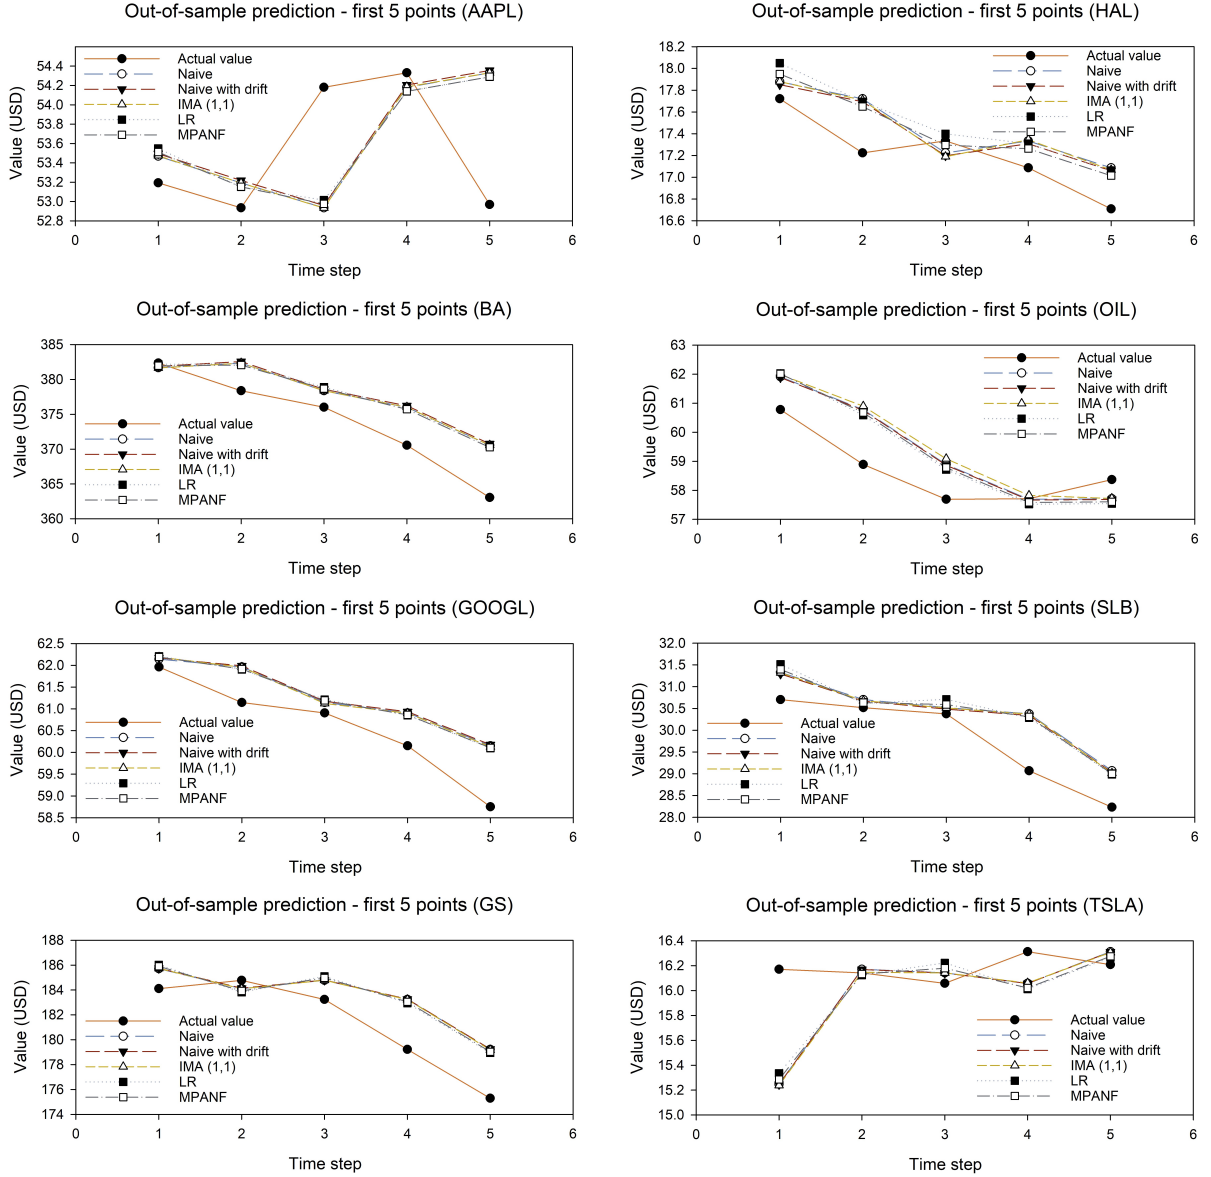 Out-of-sample prediction - first 5 points (AAPL)
Value (USD)
54.4
54.2
54.0
53.8
53.6
53.4
53.2
53.0
52.8
Actual value
Naive
Naive with drift
IMA (1,1)
LR
MPANF
0 1 2 3 4 5 6
Time step
Out-of-sample prediction - first 5 points (HAL)
Value (USD)
18.2
18.0
17.8
17.6
17.4
17.2
17.0
16.8
16.6
Actual value
Naive
Naive with drift
IMA (1,1)
LR
MPANF
0 1 2 3 4 5 6
Time step
Out-of-sample prediction - first 5 points (BA)
Value (USD)
385
380
375
370
365
360
Actual value
Naive
Naive with drift
IMA (1,1)
LR
MPANF
0 1 2 3 4 5 6
Time step
Out-of-sample prediction - first 5 points (OIL)
Value (USD)
63
62
61
60
59
58
57
Actual value
Naive
Naive with drift
IMA (1,1)
LR
MPANF
0 1 2 3 4 5 6
Time step
Out-of-sample prediction - first 5 points (GOOGL)
Value (USD)
62.5
62.0
61.5
61.0
60.5
60.0
59.5
59.0
58.5
Actual value
Naive
Naive with drift
IMA (1,1)
LR
MPANF
0 1 2 3 4 5 6
Time step
Out-of-sample prediction - first 5 points (SLB)
Value (USD)
32.0
31.5
31.0
30.5
30.0
29.5
29.0
28.5
28.0
Actual value
Naive
Naive with drift
IMA (1,1)
LR
MPANF
0 1 2 3 4 5 6
Time step
Out-of-sample prediction - first 5 points (GS)
Value (USD)
188
186
184
182
180
178
176
174
Actual value
Naive
Naive with drift
IMA (1,1)
LR
MPANF
0 1 2 3 4 5 6
Time step
Out-of-sample prediction - first 5 points (TSLA)
Value (USD)
16.4
16.2
16.0
15.8
15.6
15.4
15.2
15.0
Actual value
Naive
Naive with drift
IMA (1,1)
LR
MPANF
0 1 2 3 4 5 6
Time step